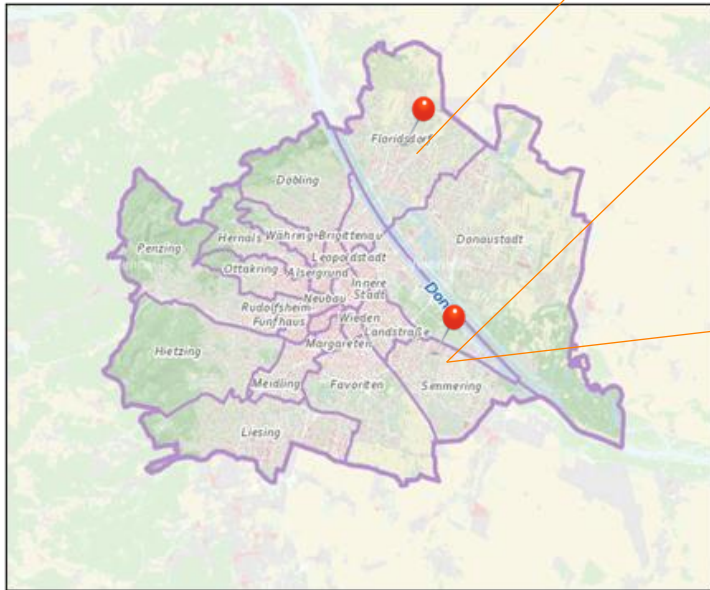 Floridsdorf
Döbling
Währing
Brigittenau
Donaustadt
Hernals
Penzing
Leopoldstadt
Ottakring
Alsergrund
Innere
Stadt
Neubau
Rudolfsheim
Fünfhaus
Wieden
Landstraße
Margareten
Hietzing
Meidling
Favoriten
Simmering
Liesing